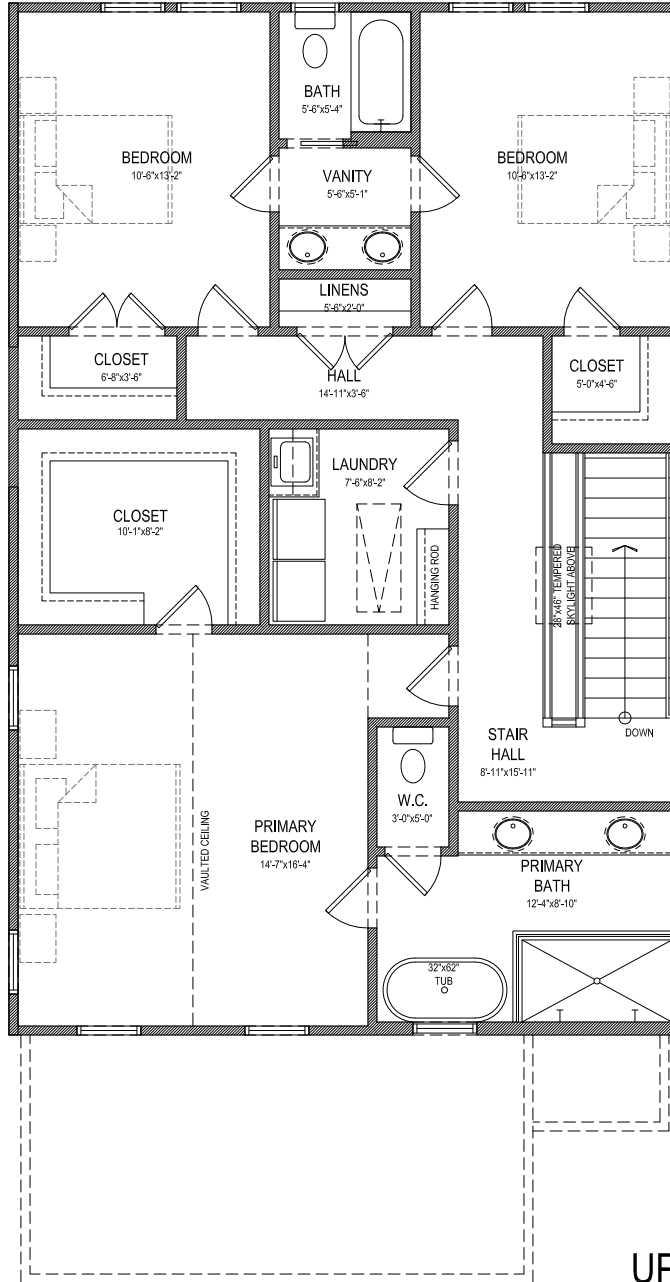 BATH
5'-6"x5'-4"
BEDROOM
10'-6"x13'-2"
VANITY
5'-6"x5'-1"
BEDROOM
10'-6"x13'-2"
LINENS
5'-6"x2'-0"
CLOSET
6'-8"x3'-6"
HALL
14'-11"x3'-6"
CLOSET
5'-0"x4'-6"
CLOSET
10'-1"x8'-2"
LAUNDRY
7'-6"x8'-2"
HANGING ROD
28"x46" TEMPERED
SKYLIGHT ABOVE
DOWN
STAIR
HALL
8'-11"x15'-11"
W.C.
3'-0"x5'-0"
VAULTED CEILING
PRIMARY
BEDROOM
14'-7"x16'-4"
PRIMARY
BATH
12'-4"x8'-10"
32"x62"
TUB